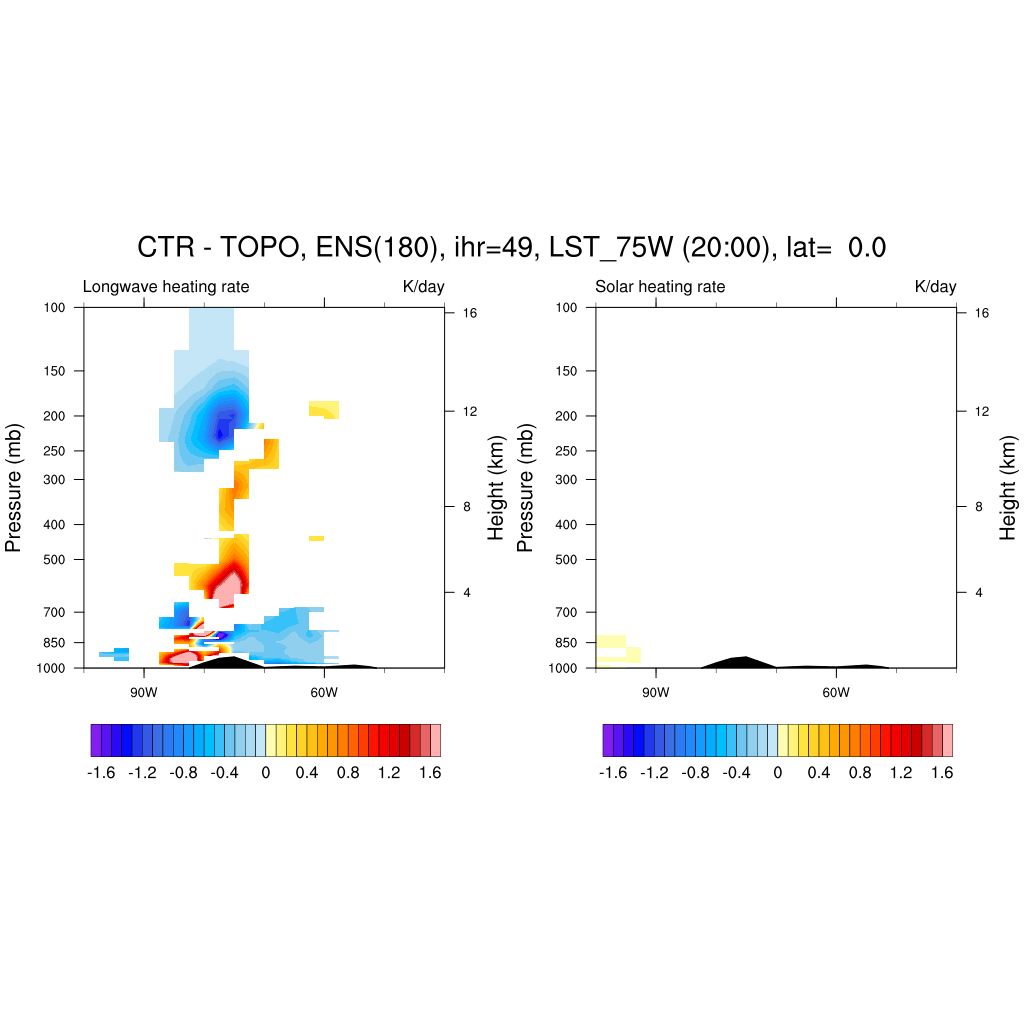 CTR - TOPO, ENS(180), ihr=49, LST_75W (20:00), lat=  0.0
Longwave heating rate K/day
100
150
200
250
300
400
500
700
850
1000
Pressure (mb)
16
12
8
4
Height (km)
90W 60W
-1.6 -1.2 -0.8 -0.4 0 0.4 0.8 1.2 1.6
Solar heating rate K/day
100
150
200
250
300
400
500
700
850
1000
Pressure (mb)
16
12
8
4
Height (km)
90W 60W
-1.6 -1.2 -0.8 -0.4 0 0.4 0.8 1.2 1.6